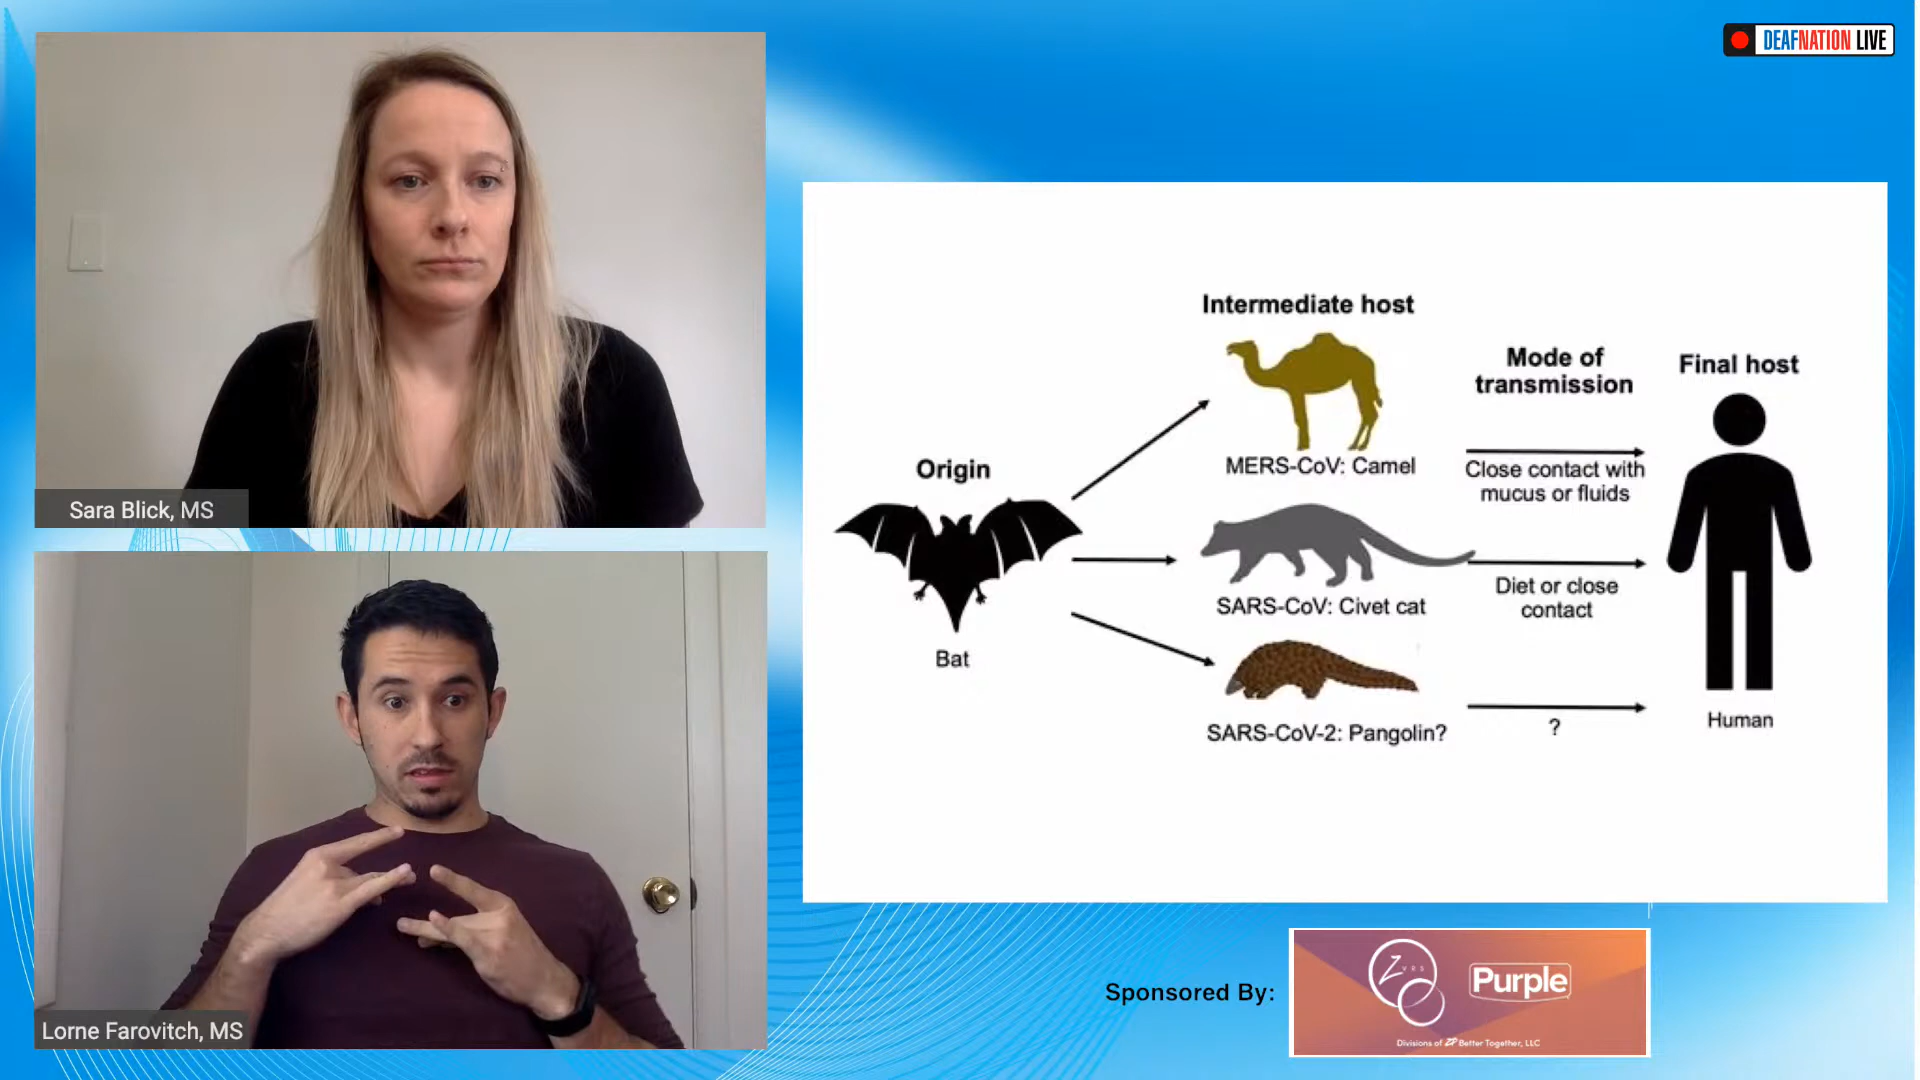 DEAFNATION LIVE
Sara Blick, MS
Lorne Farovitch, MS
Origin
Bat
Intermediate host
MERS-CoV: Camel
SARS-CoV: Civet cat
SARS-CoV-2: Pangolin?
Mode of
transmission
Close contact with
mucus or fluids
Diet or close
contact
?
Final host
Human
Sponsored By:
ZVRS
Purple
Divisions of ZP Better Together, LLC